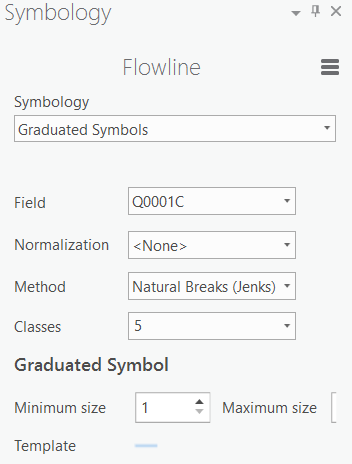 Symbology
Flowline
Symbology
Graduated Symbols
Field Q0001C
Normalization <None>
Method Natural Breaks (Jenks)
Classes 5
Graduated Symbol
Minimum size 1 Maximum size
Template